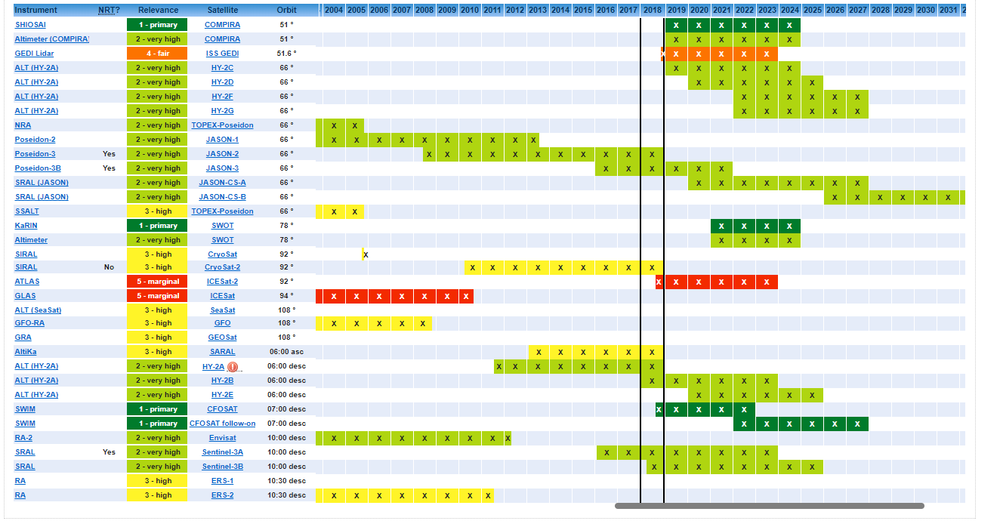 Instrument NRT? Relevance Satellite Orbit 2004 2005 2006 2007 2008 2009 2010 2011 2012 2013 2014 2015 2016 2017 2018 2019 2020 2021 2022 2023 2024 2025 2026 2027 2028 2029 2030 2031 2
SHIOSAI 1 - primary COMPIRA 51 ° X X X X X X
Altimeter (COMPIRA) 2 - very high COMPIRA 51 ° X X X X X X
GEDI Lidar 4 - fair ISS GEDI 51.6 ° X X X X X X
ALT (HY-2A) 2 - very high HY-2C 66 ° X X X X X X
ALT (HY-2A) 2 - very high HY-2D 66 ° X X X X X X
ALT (HY-2A) 2 - very high HY-2F 66 ° X X X X X X
ALT (HY-2A) 2 - very high HY-2G 66 ° X X X X X X
NRA 2 - very high TOPEX-Poseidon 66 ° X X
Poseidon-2 2 - very high JASON-1 66 ° X X X X X X X X X X
Poseidon-3 Yes 2 - very high JASON-2 66 ° X X X X X X X X X X X
Poseidon-3B Yes 2 - very high JASON-3 66 ° X X X X X X
SRAL (JASON) 2 - very high JASON-CS-A 66 ° X X X X X X X X
SRAL (JASON) 2 - very high JASON-CS-B 66 ° X X X X X X
SSALT 3 - high TOPEX-Poseidon 66 ° X X
KaRIN 1 - primary SWOT 78 ° X X X X
Altimeter 2 - very high SWOT 78 ° X X X X
SIRAL 3 - high CryoSat 92 ° X
SIRAL No 3 - high CryoSat-2 92 ° X X X X X X X X X
ATLAS 5 - marginal ICESat-2 92 ° X X X X X X
GLAS 5 - marginal ICESat 94 ° X X X X X X X
ALT (SeaSat) 3 - high SeaSat 108 °
GFO-RA 3 - high GFO 108 ° X X X X X
GRA 3 - high GEOSat 108 °
AltiKa 3 - high SARAL 06:00 asc X X X X X X
ALT (HY-2A) 2 - very high HY-2A ! 06:00 desc X X X X X X X X
ALT (HY-2A) 2 - very high HY-2B 06:00 desc X X X X X X
ALT (HY-2A) 2 - very high HY-2E 06:00 desc X X X X X X
SWIM 1 - primary CFOSAT 07:00 desc X X X X X
SWIM 1 - primary CFOSAT follow-on 07:00 desc X X X X X X
RA-2 2 - very high Envisat 10:00 desc X X X X X X X X X
SRAL Yes 2 - very high Sentinel-3A 10:00 desc X X X X X X X X
SRAL 2 - very high Sentinel-3B 10:00 desc X X X X X X X X
RA 3 - high ERS-1 10:30 desc
RA 3 - high ERS-2 10:30 desc X X X X X X X X